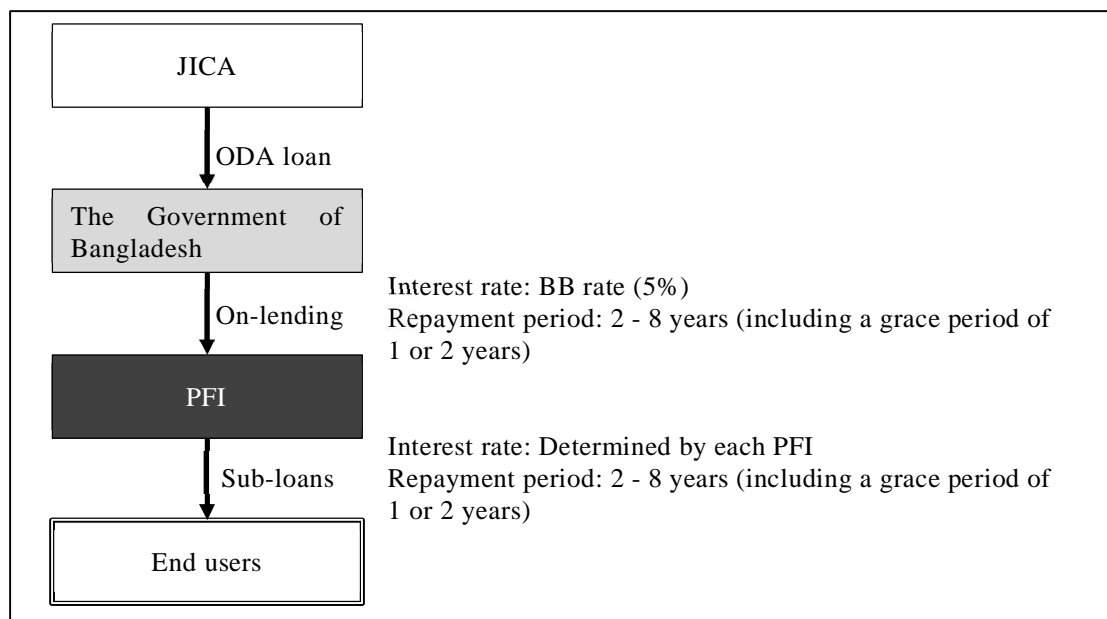 JICA
ODA loan
The Government of
Bangladesh
On-lending
Interest rate: BB rate (5%)
Repayment period: 2 - 8 years (including a grace period of
1 or 2 years)
PFI
Sub-loans
Interest rate: Determined by each PFI
Repayment period: 2 - 8 years (including a grace period of
1 or 2 years)
End users